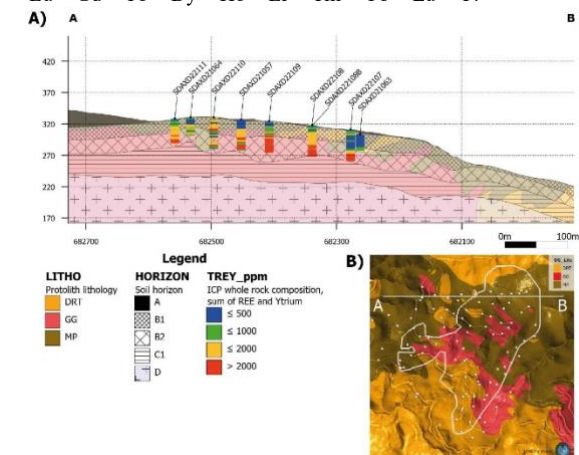 A) A B
420
370
320
270
220
170
SDAXD22111
SDAXD21064
SDAXD22110
SDAXD21057
SDAXD22109
SDAXD22108
SDAXD22107
SDAXD21063
682700 682500 682300 682100
0m 100m
Legend
LITHO
Protolith lithology
DRT
GG
MP
HORIZON
Soil horizon
A
B1
B2
C1
D
TREY_ppm
ICP whole rock composition,
sum of REE and Ytrium
≤ 500
≤ 1000
≤ 2000
> 2000
B)
A B